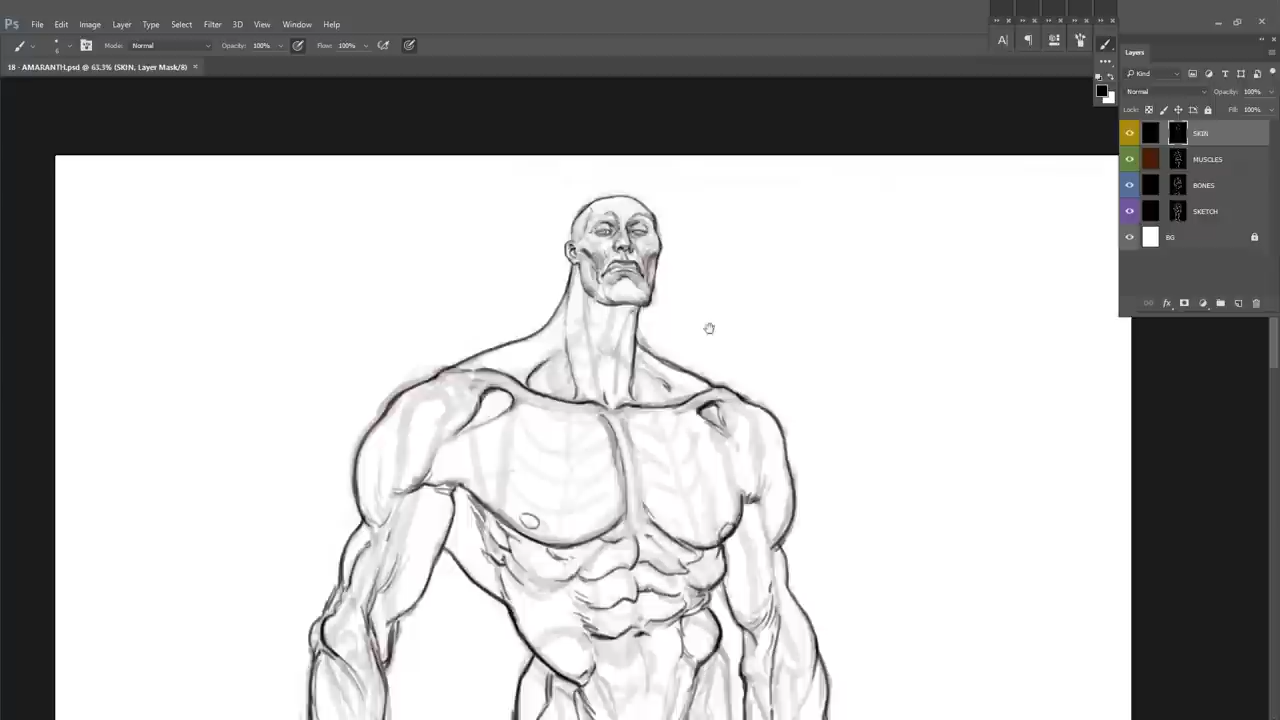 Ps File Edit Image Layer Type Select Filter 3D View Window Help
6 Mode: Normal Opacity: 100% Flow: 100%
18 - AMARANTH.psd @ 63.3% (SKIN, Layer Mask/8) ×
Layers
Kind
Normal Opacity: 100%
Lock: Fill: 100%
SKIN
MUSCLES
BONES
SKETCH
BG
fx